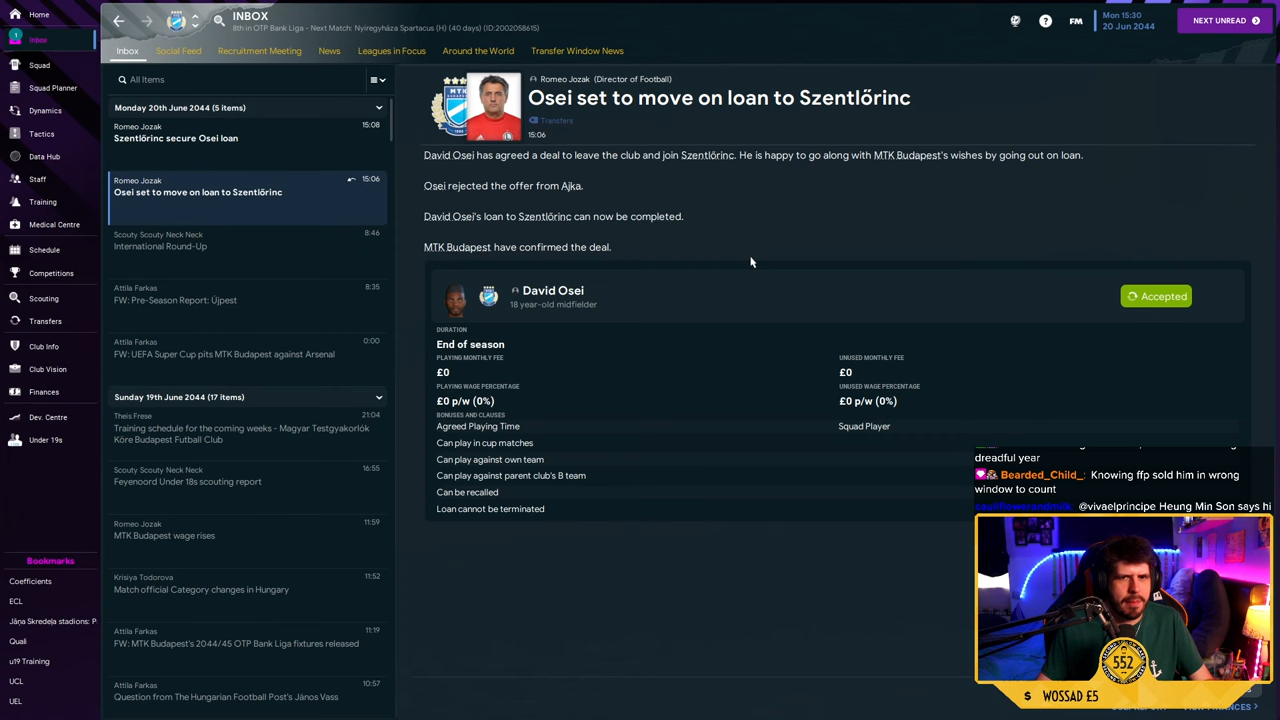 Home
INBOX
8th in OTP Bank Liga - Next Match: Nyíregyháza Spartacus (H) (40 days) (ID:2002058615)
FM
Mon 15:30
20 Jun 2044
NEXT UNREAD
1
Inbox
Squad
Squad Planner
Dynamics
Tactics
Data Hub
Staff
Training
Medical Centre
Schedule
Competitions
Scouting
Transfers
Club Info
Club Vision
Finances
Dev. Centre
Under 19s
Bookmarks
Coefficients
ECL
Jāņa Skredeļa stadions: P
Quali
u19 Training
UCL
UEL
Inbox
Social Feed
Recruitment Meeting
News
Leagues in Focus
Around the World
Transfer Window News
All Items
Monday 20th June 2044 (5 items)
Romeo Jozak
15:08
Szentlőrinc secure Osei loan
Romeo Jozak
15:06
Osei set to move on loan to Szentlőrinc
Scouty Scouty Neck Neck
8:46
International Round-Up
Attila Farkas
8:35
FW: Pre-Season Report: Újpest
Attila Farkas
0:00
FW: UEFA Super Cup pits MTK Budapest against Arsenal
Sunday 19th June 2044 (17 items)
Theis Frese
21:04
Training schedule for the coming weeks - Magyar Testgyakorlók
Köre Budapest Futball Club
Scouty Scouty Neck Neck
16:55
Feyenoord Under 18s scouting report
Romeo Jozak
11:59
MTK Budapest wage rises
Krisiya Todorova
11:52
Match official Category changes in Hungary
Attila Farkas
11:19
FW: MTK Budapest's 2044/45 OTP Bank Liga fixtures released
Attila Farkas
10:57
Question from The Hungarian Football Post's János Vass
MTK
Romeo Jozak (Director of Football)
Osei set to move on loan to Szentlőrinc
Transfers
15:06
David Osei has agreed a deal to leave the club and join Szentlőrinc. He is happy to go along with MTK Budapest's wishes by going out on loan.
Osei rejected the offer from Ajka.
David Osei's loan to Szentlőrinc can now be completed.
MTK Budapest have confirmed the deal.
David Osei
18 year-old midfielder
Accepted
DURATION
End of season
PLAYING MONTHLY FEE
UNUSED MONTHLY FEE
£0
£0
PLAYING WAGE PERCENTAGE
UNUSED WAGE PERCENTAGE
£0 p/w (0%)
£0 p/w (0%)
BONUSES AND CLAUSES
Agreed Playing Time
Squad Player
Can play in cup matches
Can play against own team
Can play against parent club's B team
Can be recalled
Loan cannot be terminated
dreadful year
Bearded_Child_: Knowing ffp sold him in wrong
window to count
cauliflowerandmilk: @vivaelprincipe Heung Min Son says hi
552
$ WOSSAD £5